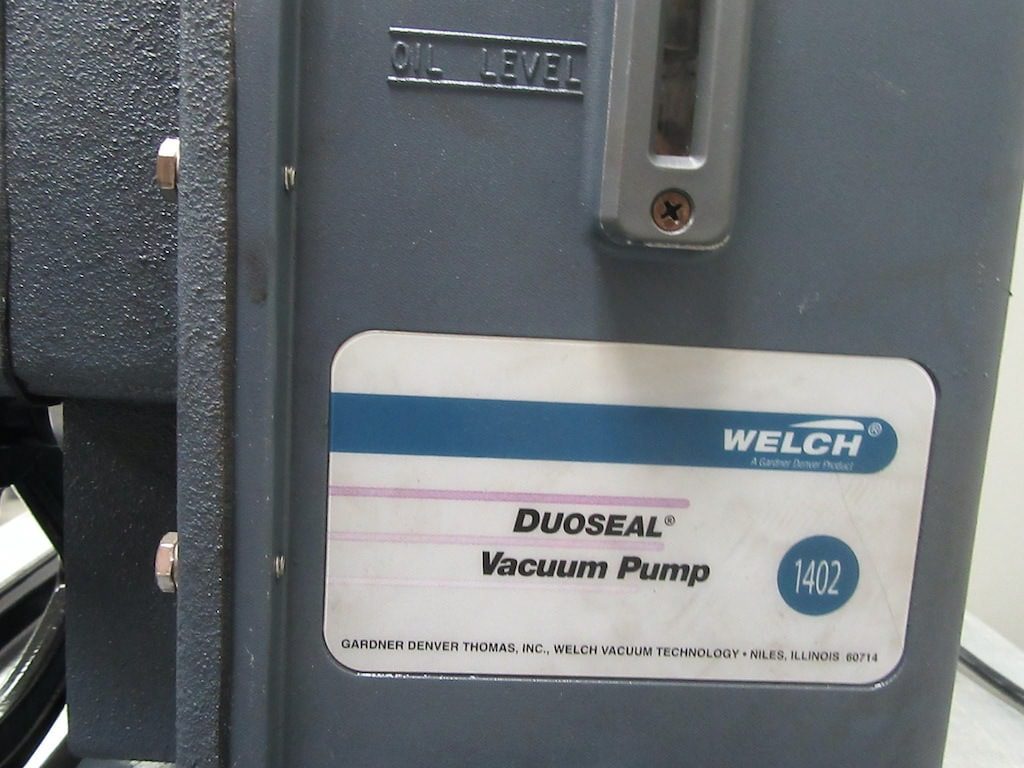 OIL LEVEL
WELCH®
A Gardner Denver Product
DUOSEAL®
Vacuum Pump
1402
GARDNER DENVER THOMAS, INC., WELCH VACUUM TECHNOLOGY • NILES, ILLINOIS 60714